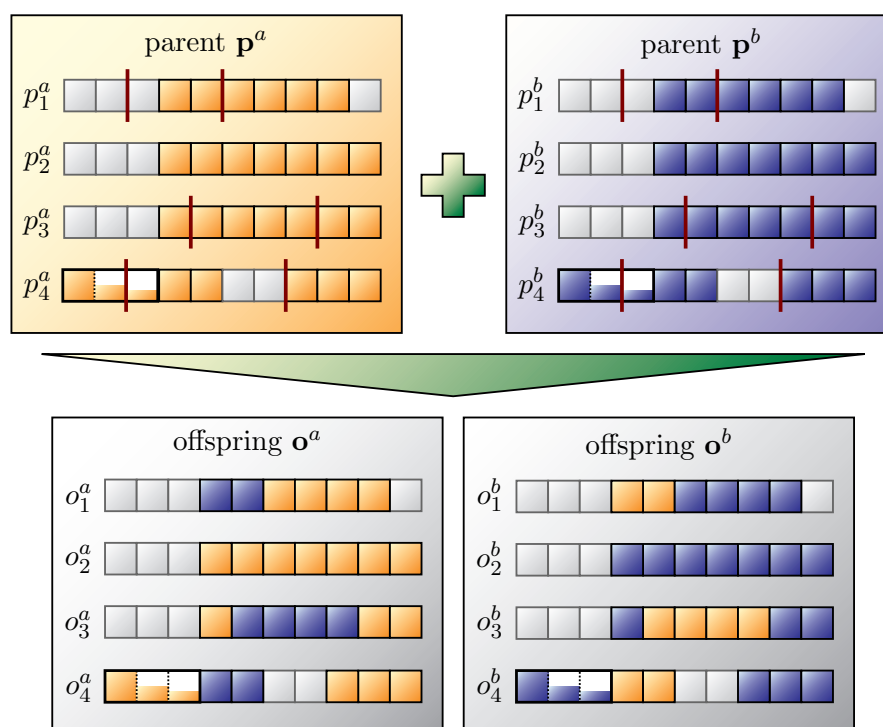 parent p^a
p_1^a
p_2^a
p_3^a
p_4^a
parent p^b
p_1^b
p_2^b
p_3^b
p_4^b
offspring o^a
o_1^a
o_2^a
o_3^a
o_4^a
offspring o^b
o_1^b
o_2^b
o_3^b
o_4^b